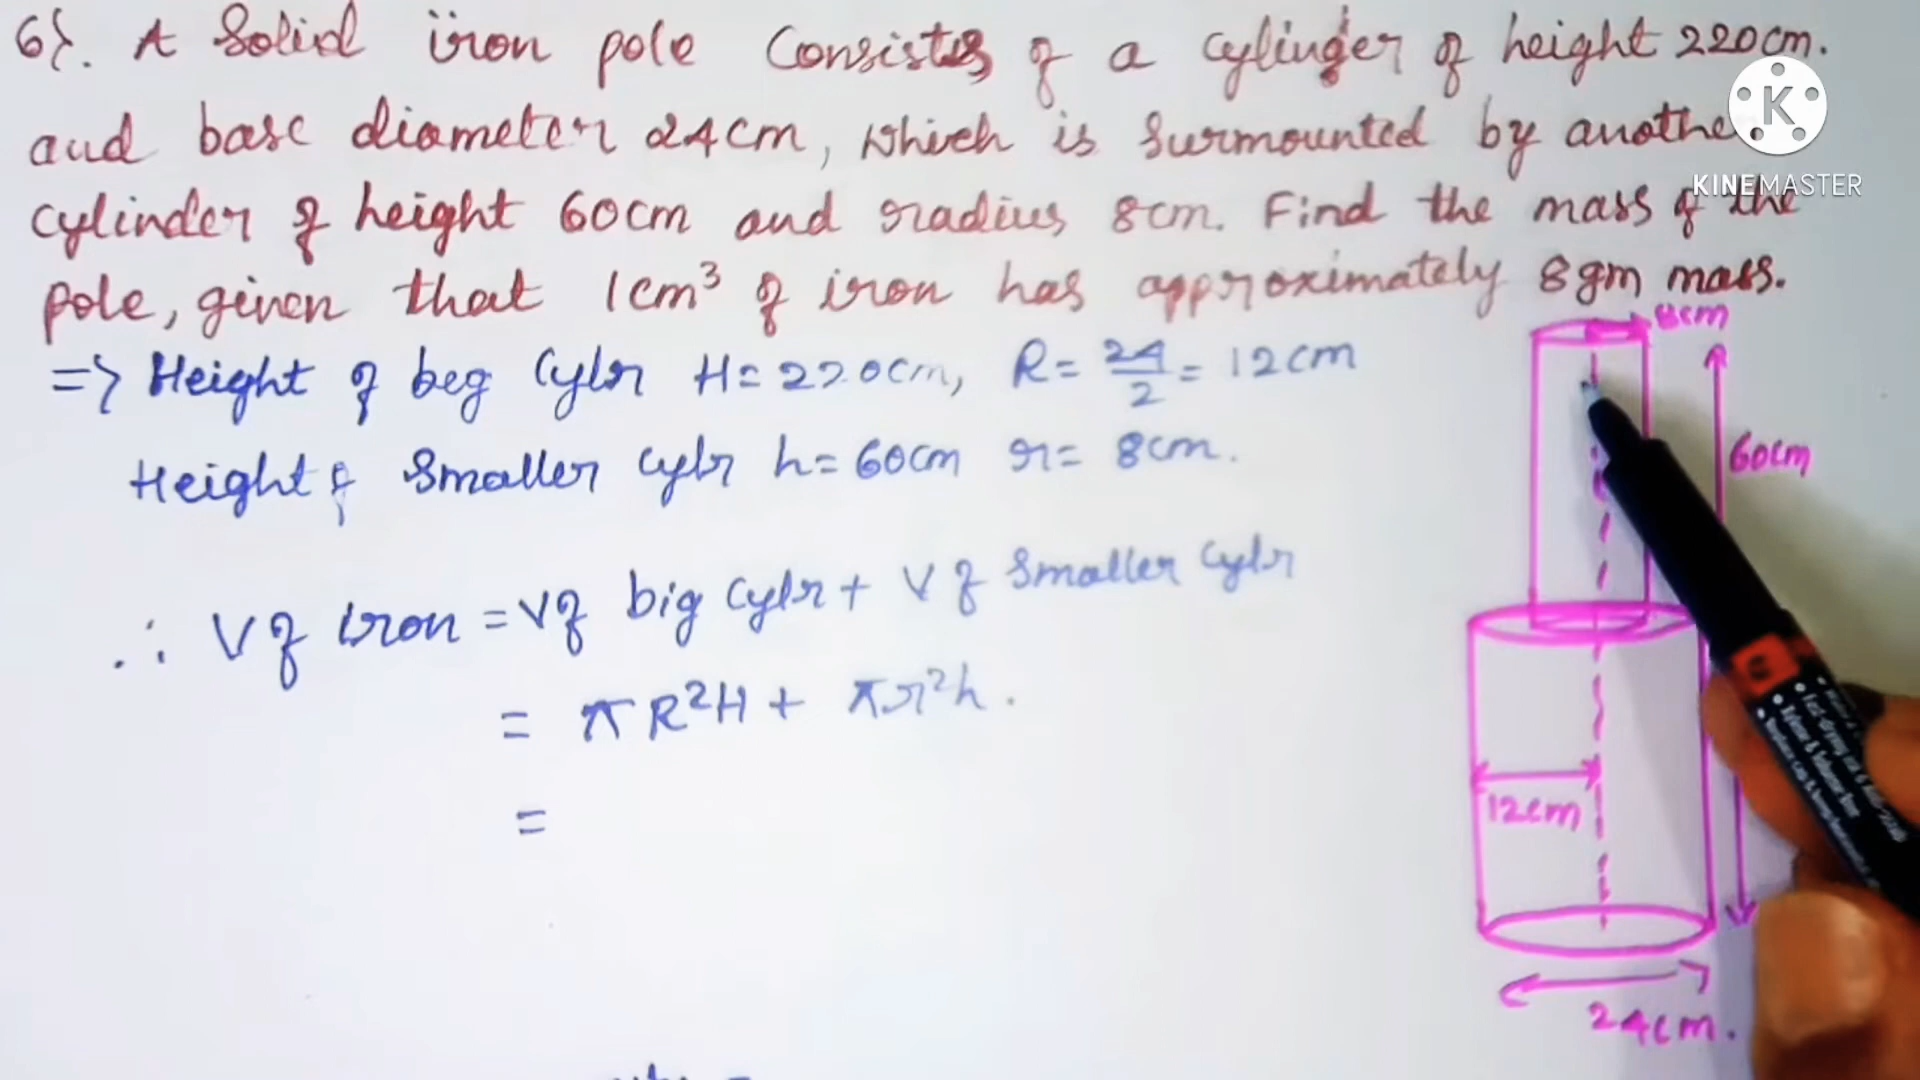 6}. A Solid iron pole Consists of a cylinder of height 220cm.
and base diameter 24cm, which is Surmounted by another
K
KINEMASTER
cylinder of height 60cm and radius 8cm. Find the mass of the
pole, given that 1cm³ of iron has approximately 8gm mass.
8cm
=> Height of beg Cylr H = 220cm, R = 24/2 = 12cm
Height of Smaller Cylr h = 60cm r = 8cm.
60cm
∴ V of iron = V of big Cylr + V of Smaller Cylr
= πR²H + πr²h.
12cm
=
24cm.